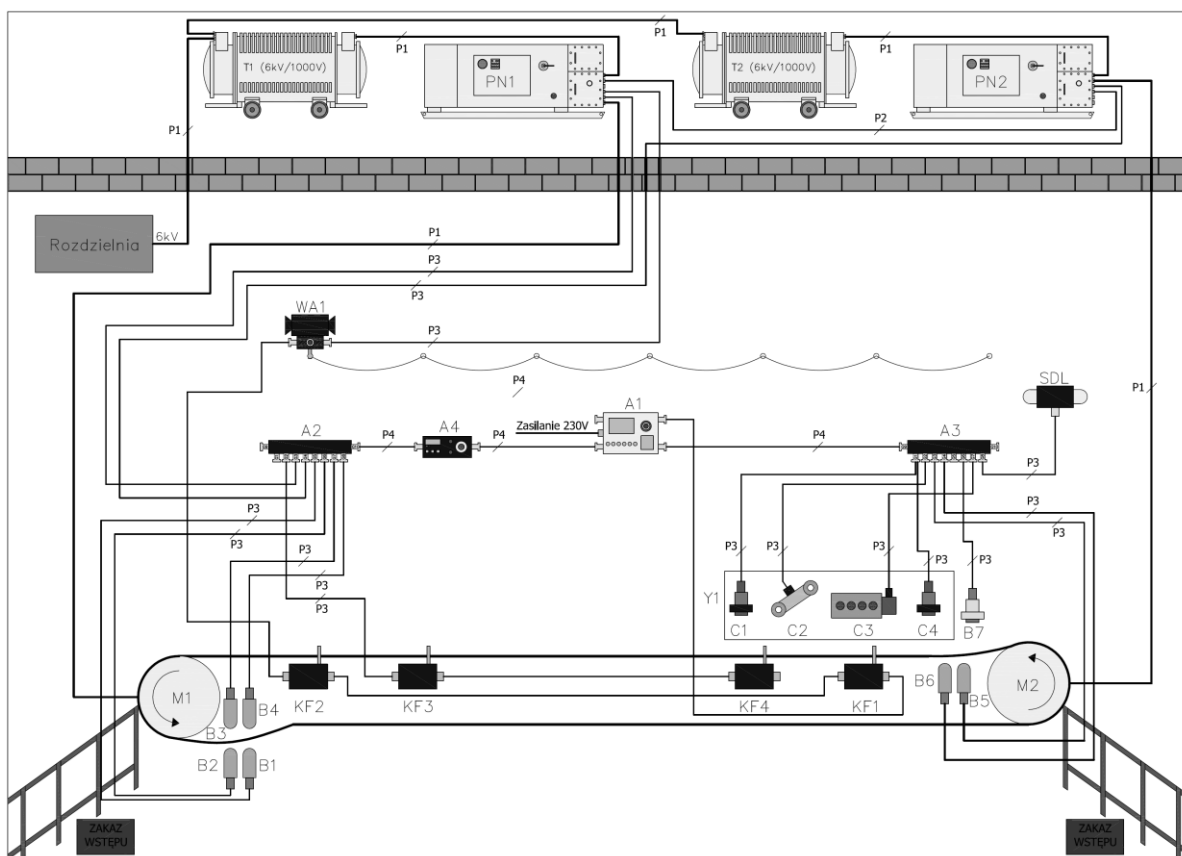 P1
P1
P1
T1 (6kV/1000V)
PN1
T2 (6kV/1000V)
PN2
P1
P2
Rozdzielnia
6kV
P1
P3
P3
WA1
P3
P4
SDL
P1
A1
Zasilanie 230V
A2
P4
A4
P4
P4
A3
P3
P3
P3
P3
P3
P3
P3
P3
P3
P3
P3
P3
P3
Y1
C1
C2
C3
C4
B7
M1
B4
B3
KF2
KF3
KF4
KF1
B6
B5
M2
B2
B1
ZAKAZ
WSTĘPU
ZAKAZ
WSTĘPU